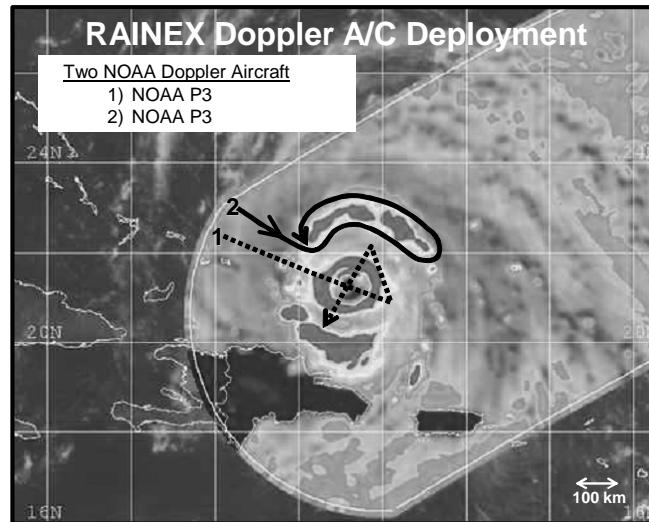 RAINEX Doppler A/C Deployment
Two NOAA Doppler Aircraft
1) NOAA P3
2) NOAA P3
24N
2
1
20N
100 km
16N